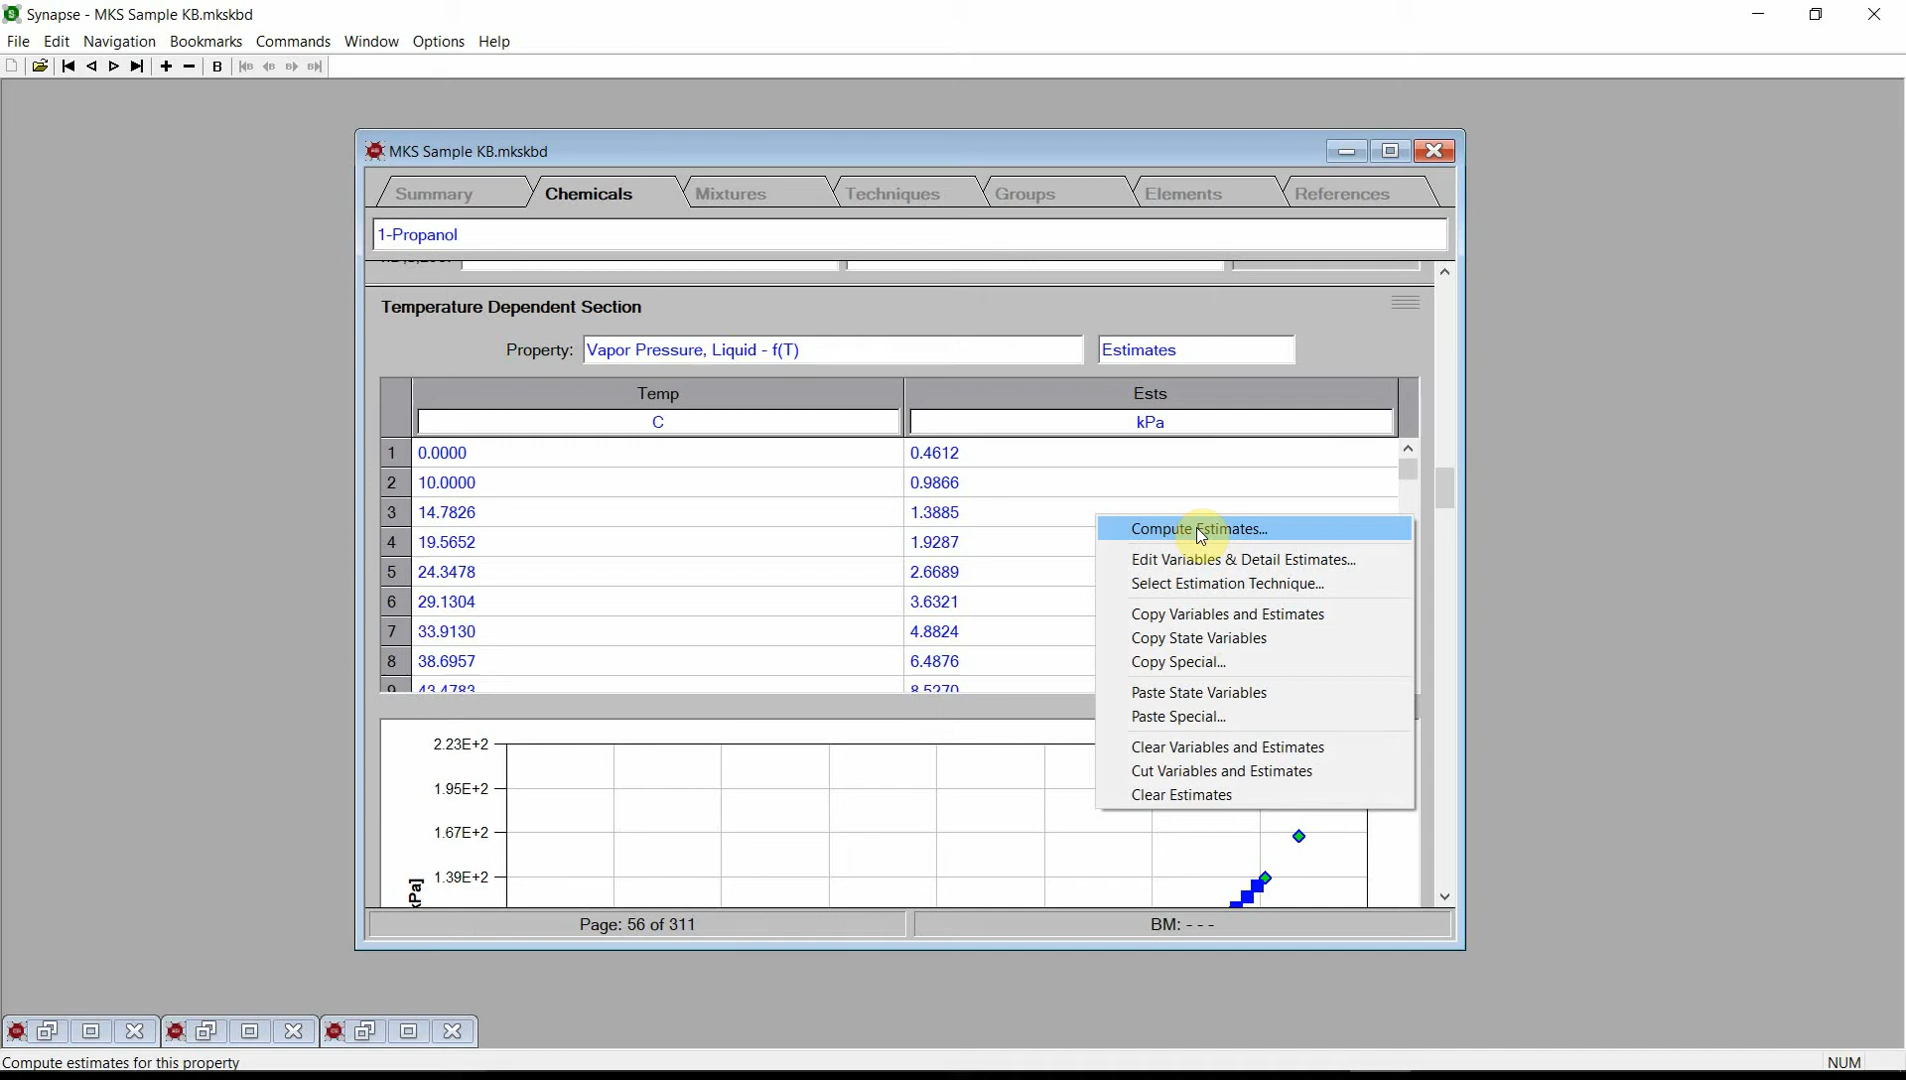 Synapse - MKS Sample KB.mkskbd
File Edit Navigation Bookmarks Commands Window Options Help
B
MKS Sample KB.mkskbd
Summary Chemicals Mixtures Techniques Groups Elements References
1-Propanol
Temperature Dependent Section
Property: Vapor Pressure, Liquid - f(T) Estimates
Temp Ests
C kPa
1 0.0000 0.4612
2 10.0000 0.9866
3 14.7826 1.3885
4 19.5652 1.9287
5 24.3478 2.6689
6 29.1304 3.6321
7 33.9130 4.8824
8 38.6957 6.4876
9 43.4783 8.5270
Compute Estimates...
Edit Variables & Detail Estimates...
Select Estimation Technique...
Copy Variables and Estimates
Copy State Variables
Copy Special...
Paste State Variables
Paste Special...
Clear Variables and Estimates
Cut Variables and Estimates
Clear Estimates
2.23E+2
1.95E+2
1.67E+2
1.39E+2
kPa]
Page: 56 of 311 BM: - - -
Compute estimates for this property NUM